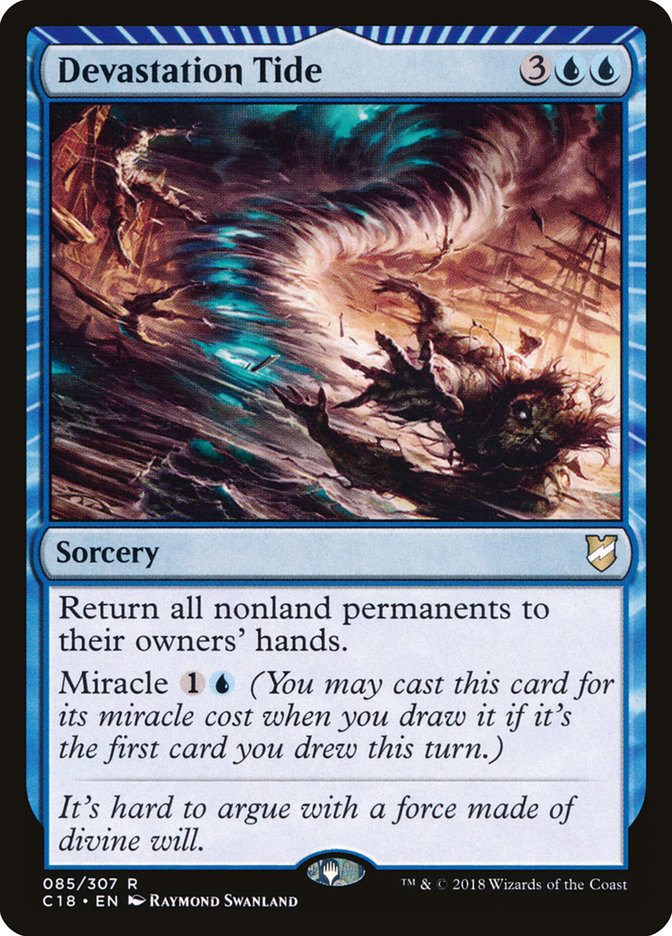 Devastation Tide 3
Sorcery
Return all nonland permanents to
their owners’ hands.
Miracle 1 (You may cast this card for
its miracle cost when you draw it if it’s
the first card you drew this turn.)
It’s hard to argue with a force made of
divine will.
085/307 R
C18 • EN Raymond Swanland
™ & © 2018 Wizards of the Coast